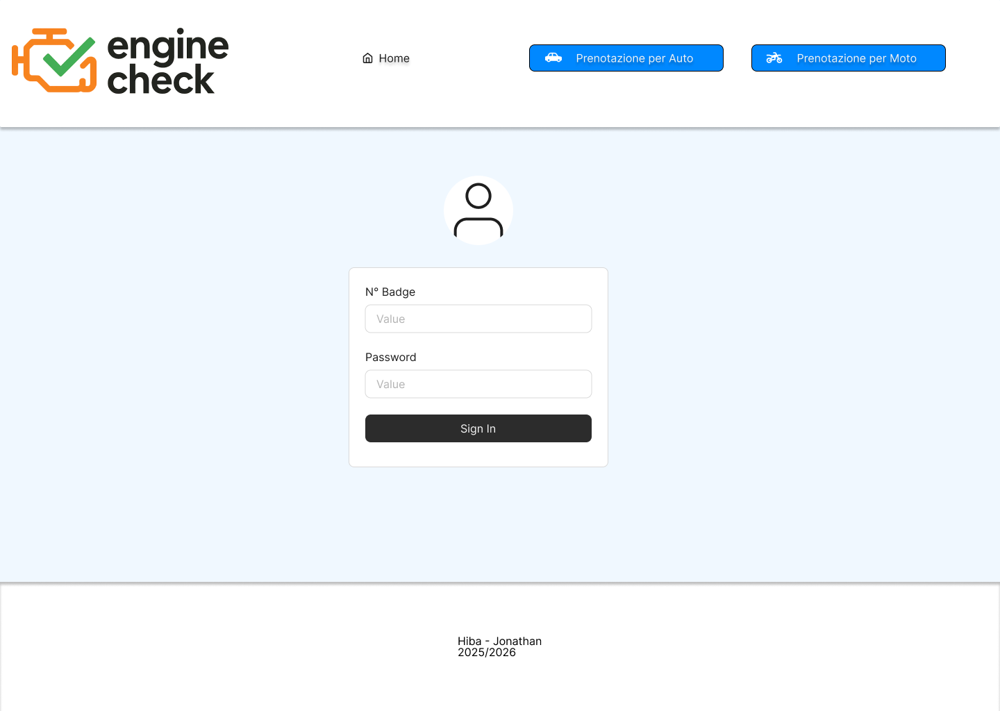 engine
check
Home
Prenotazione per Auto
Prenotazione per Moto
N° Badge
Value
Password
Value
Sign In
Hiba - Jonathan
2025/2026